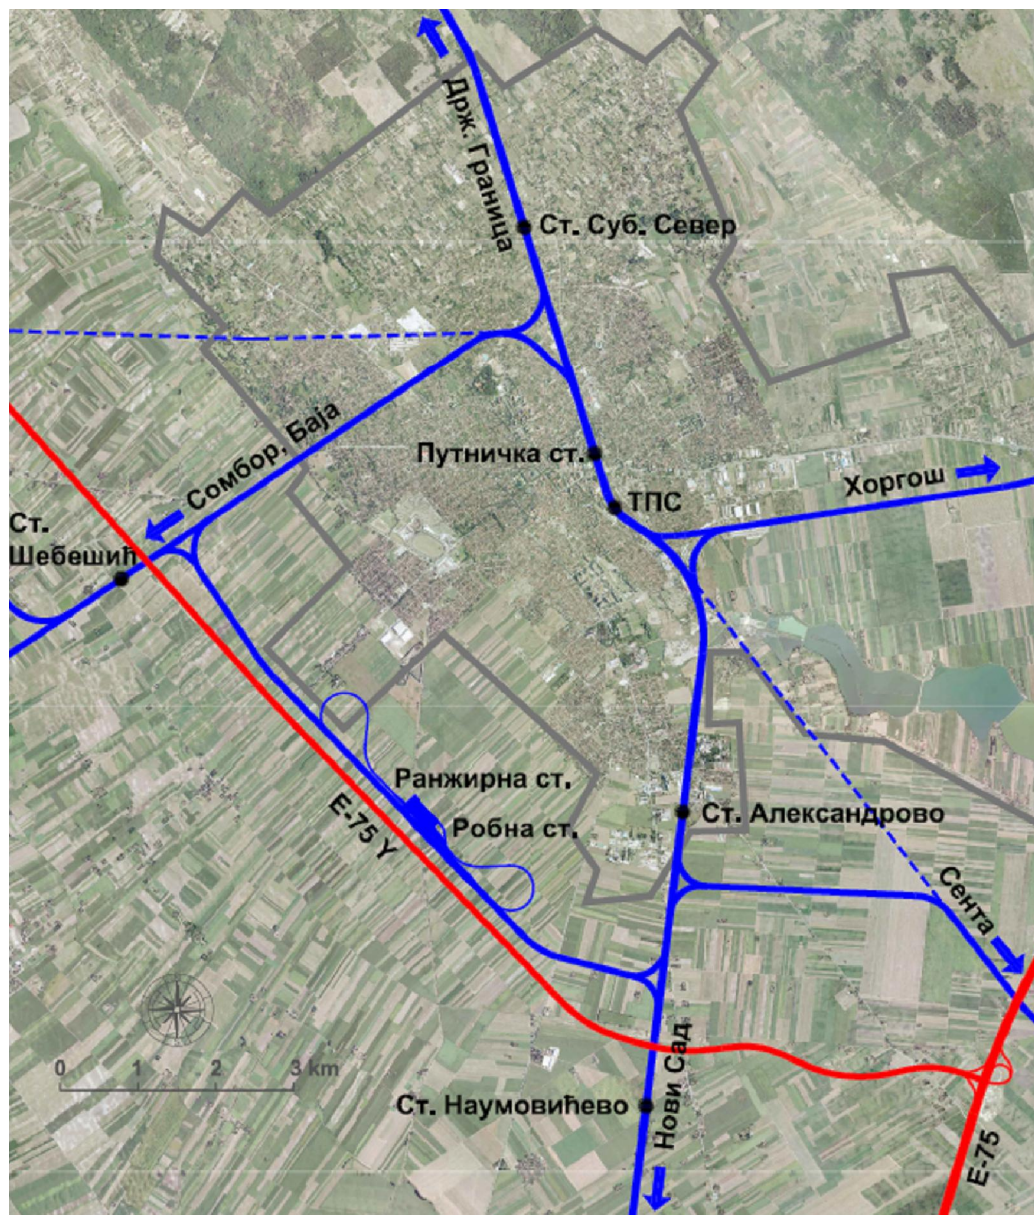 Држ. Граница
Ст. Суб. Север
Сомбор, Баја
Путничка ст.
ТПС
Хоргош
Ст.
Шебешић
Ранжирна ст.
Робна ст.
Е-75 Y
Ст. Александрово
Сента
0 1 2 3 km
Ст. Наумовићево
Нови Сад
Е-75